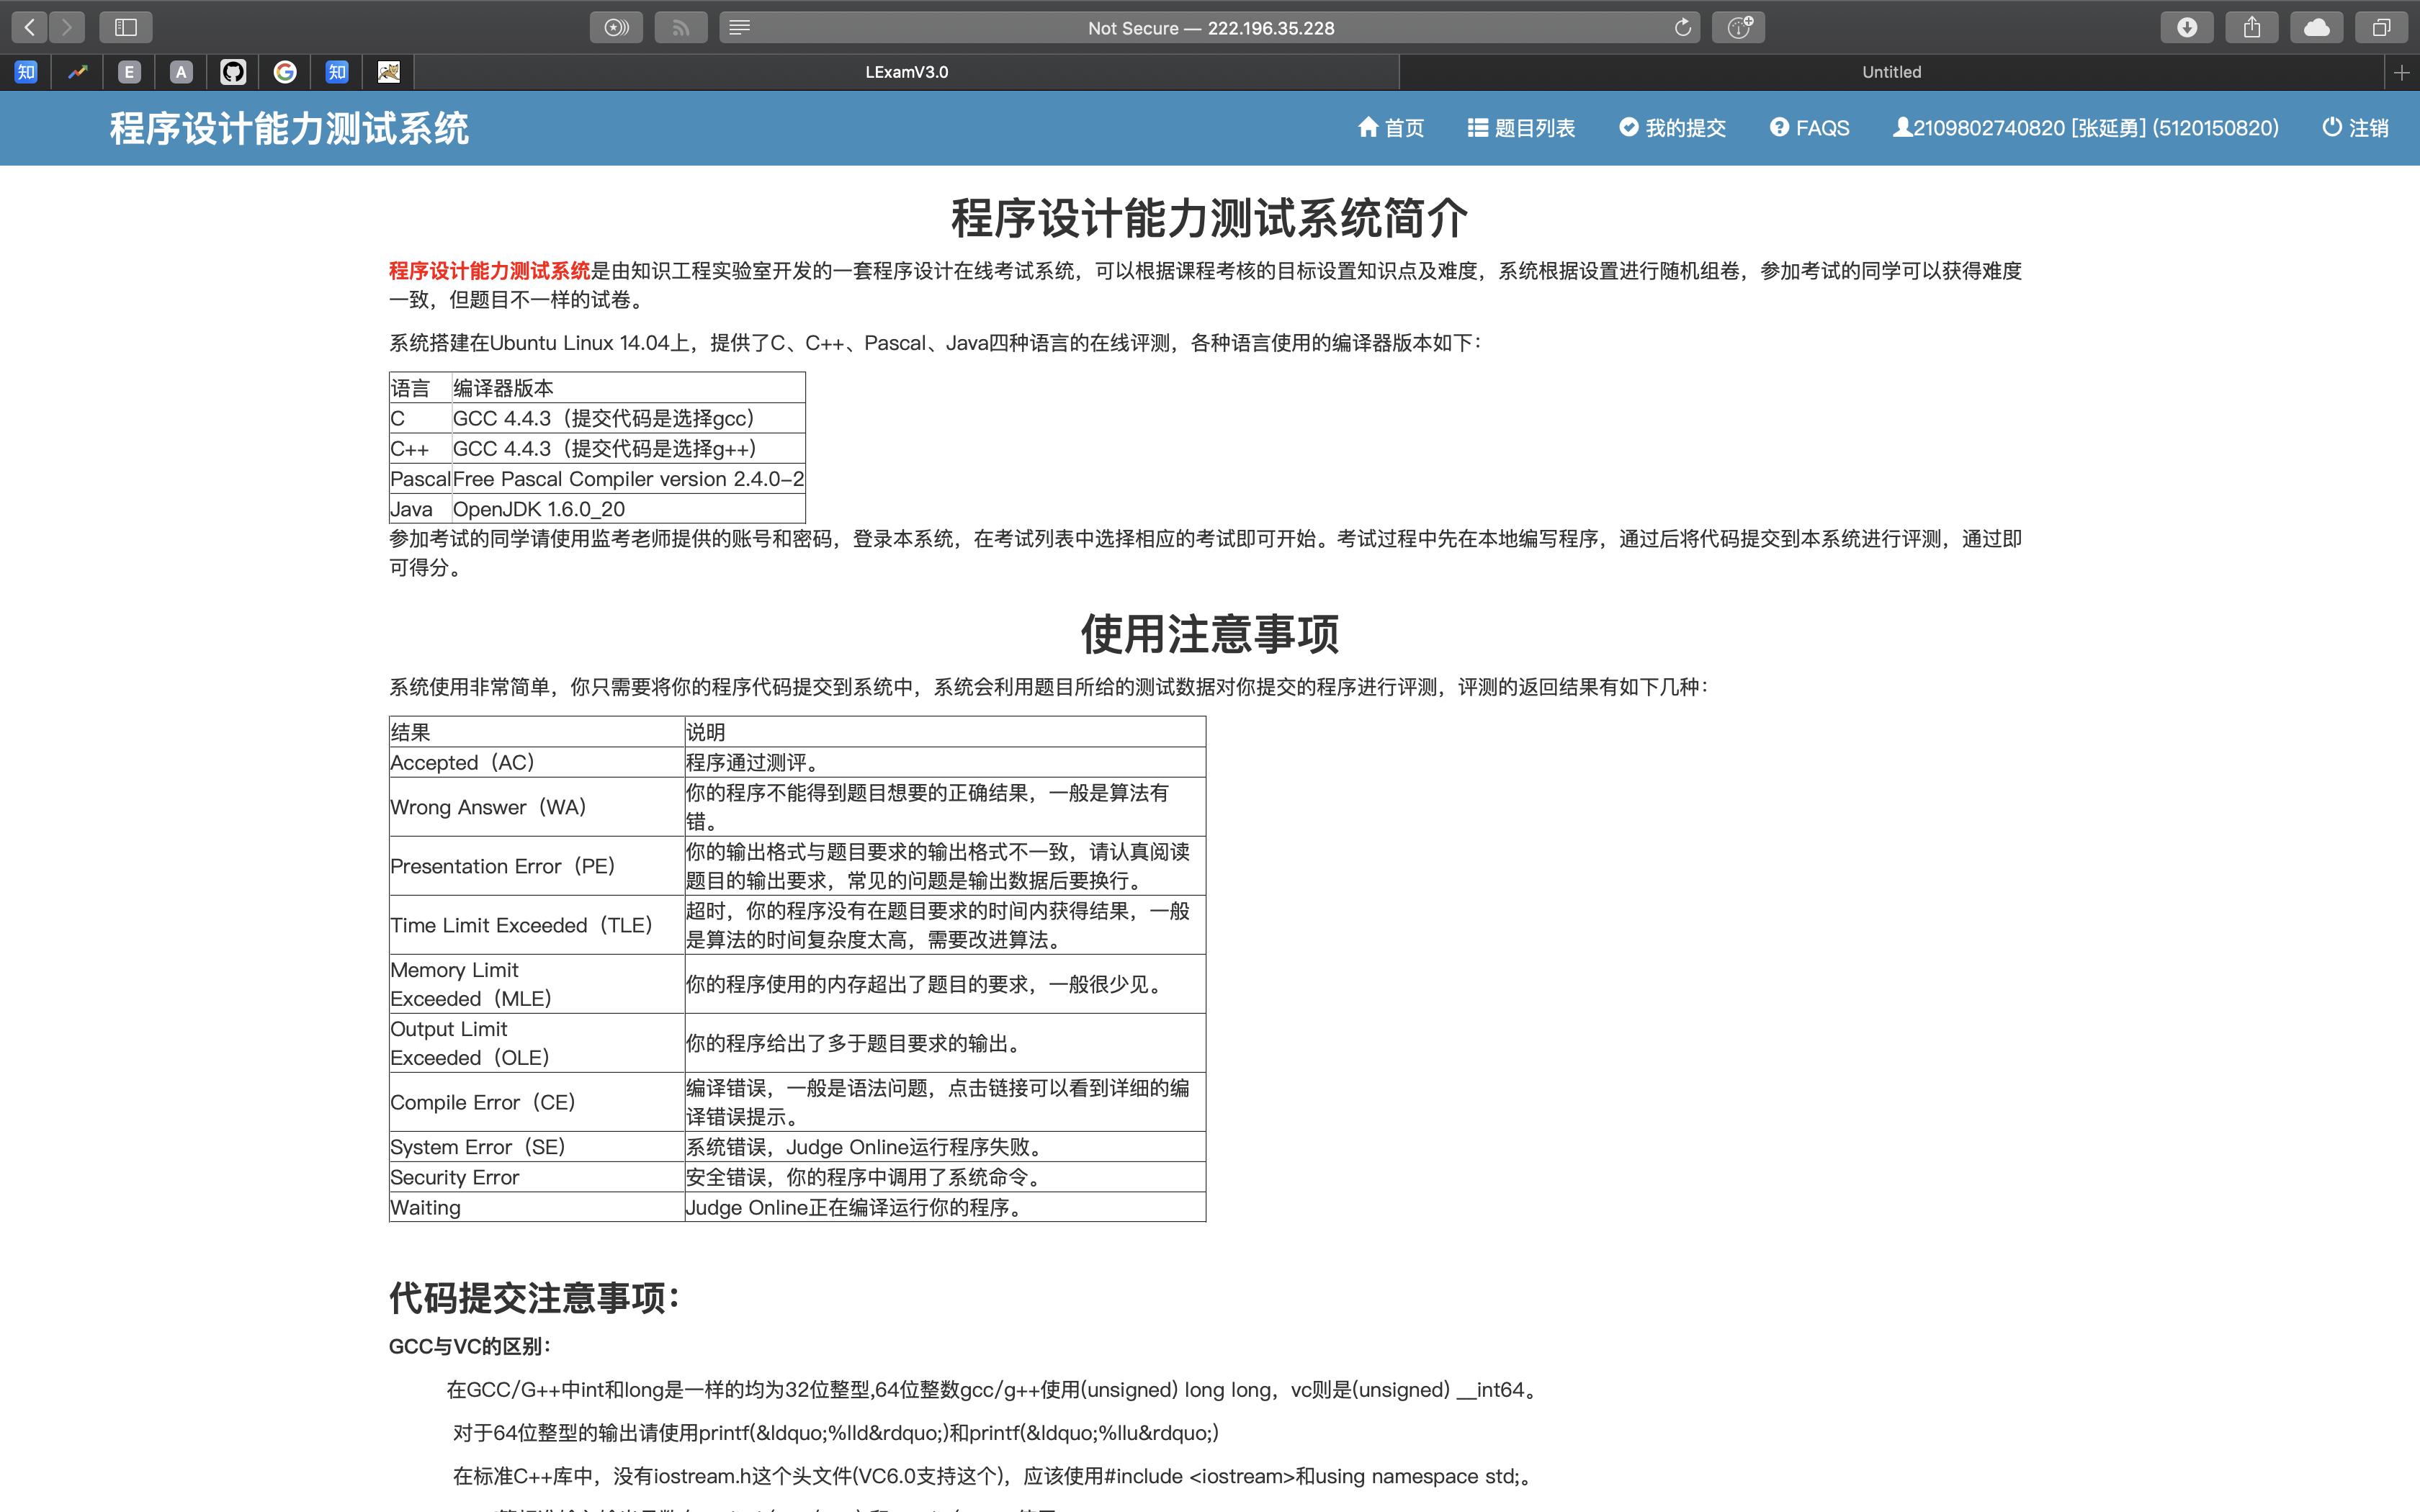 Not Secure — 222.196.35.228
知 E A G 知 LExamV3.0 Untitled
程序设计能力测试系统 首页 题目列表 我的提交 FAQS 2109802740820 [张延勇] (5120150820) 注销
程序设计能力测试系统简介
程序设计能力测试系统是由知识工程实验室开发的一套程序设计在线考试系统，可以根据课程考核的目标设置知识点及难度，系统根据设置进行随机组卷，参加考试的同学可以获得难度
一致，但题目不一样的试卷。
系统搭建在Ubuntu Linux 14.04上，提供了C、C++、Pascal、Java四种语言的在线评测，各种语言使用的编译器版本如下：
语言 编译器版本
C GCC 4.4.3（提交代码是选择gcc）
C++ GCC 4.4.3（提交代码是选择g++）
Pascal Free Pascal Compiler version 2.4.0-2
Java OpenJDK 1.6.0_20
参加考试的同学请使用监考老师提供的账号和密码，登录本系统，在考试列表中选择相应的考试即可开始。考试过程中先在本地编写程序，通过后将代码提交到本系统进行评测，通过即
可得分。
使用注意事项
系统使用非常简单，你只需要将你的程序代码提交到系统中，系统会利用题目所给的测试数据对你提交的程序进行评测，评测的返回结果有如下几种：
结果 说明
Accepted（AC） 程序通过测评。
Wrong Answer（WA） 你的程序不能得到题目想要的正确结果，一般是算法有
错。
Presentation Error（PE） 你的输出格式与题目要求的输出格式不一致，请认真阅读
题目的输出要求，常见的问题是输出数据后要换行。
Time Limit Exceeded（TLE） 超时，你的程序没有在题目要求的时间内获得结果，一般
是算法的时间复杂度太高，需要改进算法。
Memory Limit
Exceeded（MLE） 你的程序使用的内存超出了题目的要求，一般很少见。
Output Limit
Exceeded（OLE） 你的程序给出了多于题目要求的输出。
Compile Error（CE） 编译错误，一般是语法问题，点击链接可以看到详细的编
译错误提示。
System Error（SE） 系统错误，Judge Online运行程序失败。
Security Error 安全错误，你的程序中调用了系统命令。
Waiting Judge Online正在编译运行你的程序。
代码提交注意事项：
GCC与VC的区别：
在GCC/G++中int和long是一样的均为32位整型,64位整数gcc/g++使用(unsigned) long long，vc则是(unsigned) __int64。
对于64位整型的输出请使用printf(&ldquo;%lld&rdquo;)和printf(&ldquo;%llu&rdquo;)
在标准C++库中，没有iostream.h这个头文件(VC6.0支持这个)，应该使用#include <iostream>和using namespace std;。